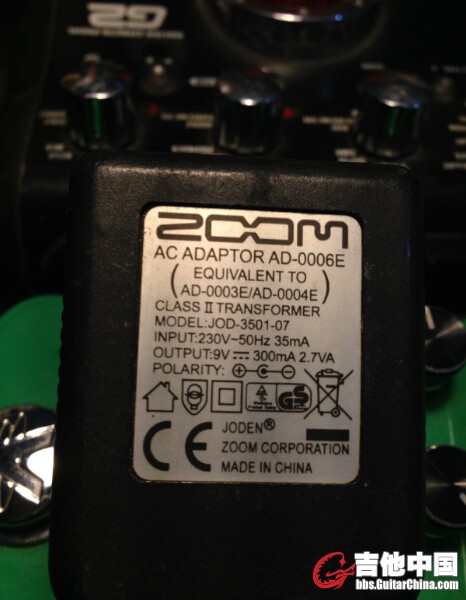 G2
ZOOM
AC ADAPTOR AD-0006E
( EQUIVALENT TO
AD-0003E/AD-0004E )
CLASS II TRANSFORMER
MODEL:JOD-3501-07
INPUT:230V~50Hz 35mA
OUTPUT:9V⎓300mA 2.7VA
POLARITY:
GS
CE
JODEN®
ZOOM CORPORATION
MADE IN CHINA
吉他中国
bbs.GuitarChina.com